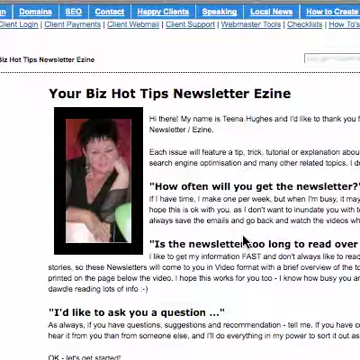 Domains | SEO | Contact | Happy Clients | Speaking | Local News | How to Create
Client Login | Client Payments | Client Webmail | Client Support | Webmaster Tools | Checklists | How To's
Biz Hot Tips Newsletter Ezine
Your Biz Hot Tips Newsletter Ezine
Hi there! My name is Teena Hughes and I'd like to thank you f
Newsletter / Ezine.
Each issue will feature a tip, trick, tutorial or explanation abou
search engine optimisation and many other related topics. I d
"How often will you get the newsletter?"
If I have time, I make one per week, but when I'm busy, it may
hope this is ok with you, as I don't want to inundate you with t
always save the emails and go back and watch the videos wh
"Is the newsletter too long to read over
I like to get my information FAST and don't always like to read
stories, so these Newsletters will come to you in Video format with a brief overview of the to
printed on the page below the video. I hope this works for you too - I know how busy you ar
dawdle reading lots of info :-)
"I'd like to ask you a question ..."
As always, if you have questions, suggestions and recommendation - tell me. If you have c
hear it from you than from someone else, and I'll do everything in my power to sort it out as
OK - let's get started!